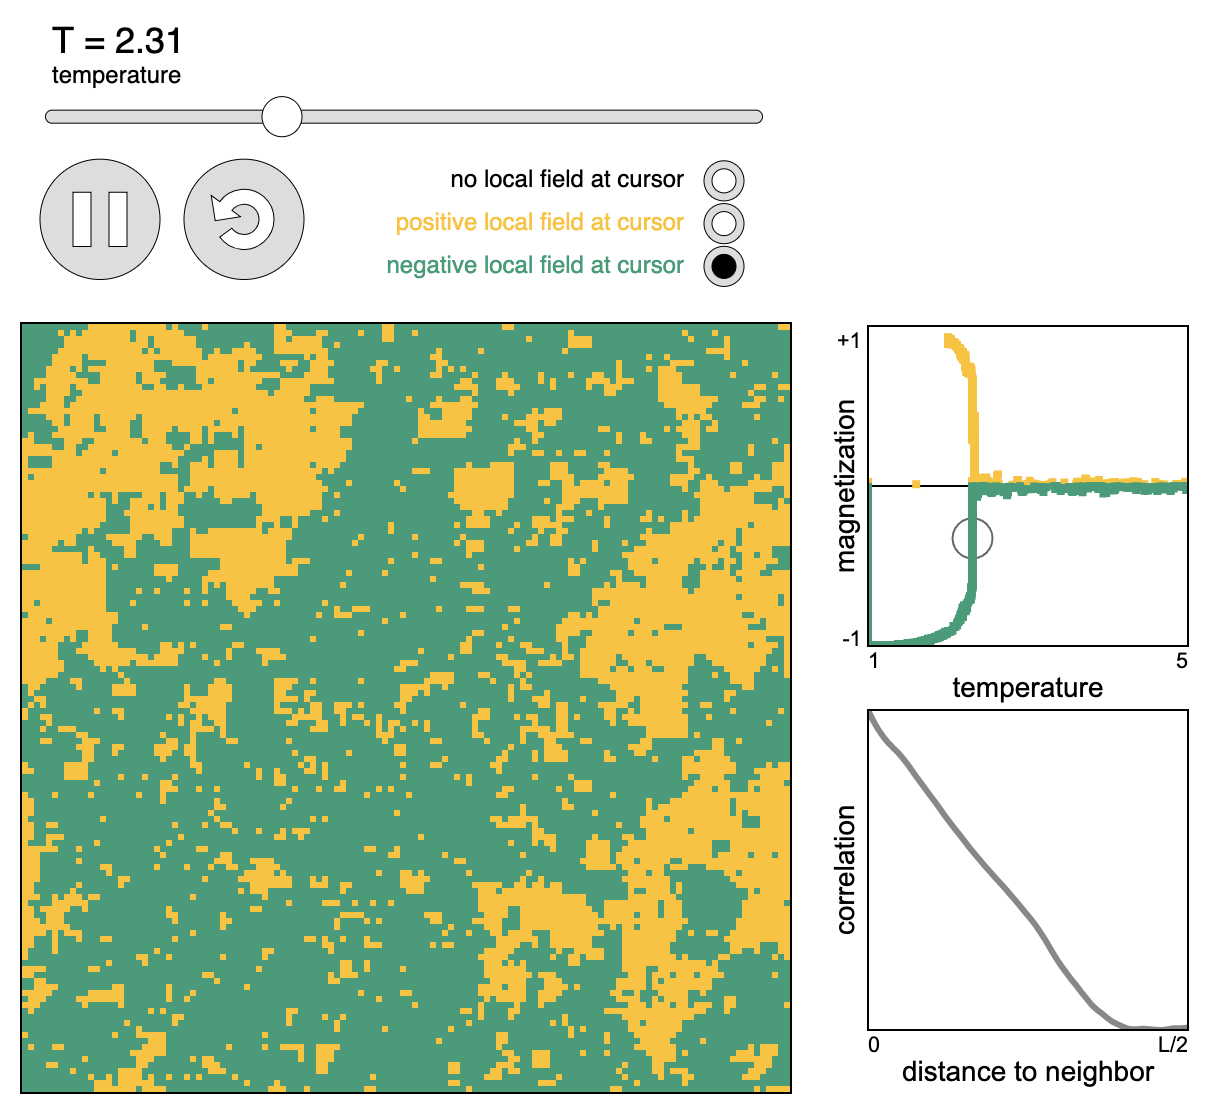 T = 2.31
temperature
no local field at cursor
positive local field at cursor
negative local field at cursor
+1
magnetization
-1
1
5
temperature
correlation
0
L/2
distance to neighbor